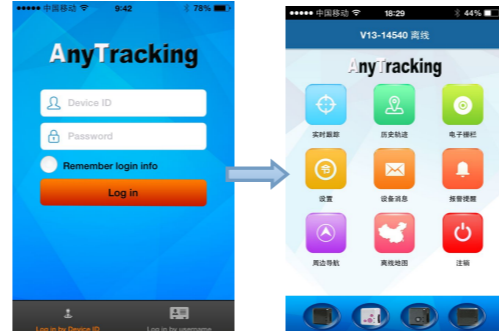 中国移动 9:42 78%
AnyTracking
Device ID
Password
Remember login info
Log in
Log in by Device ID Log in by username
中国移动 18:29 44%
V13-14540 离线
AnyTracking
实时跟踪 历史轨迹 电子栅栏
设置 设备消息 报警提醒
周边导航 离线地图 注销